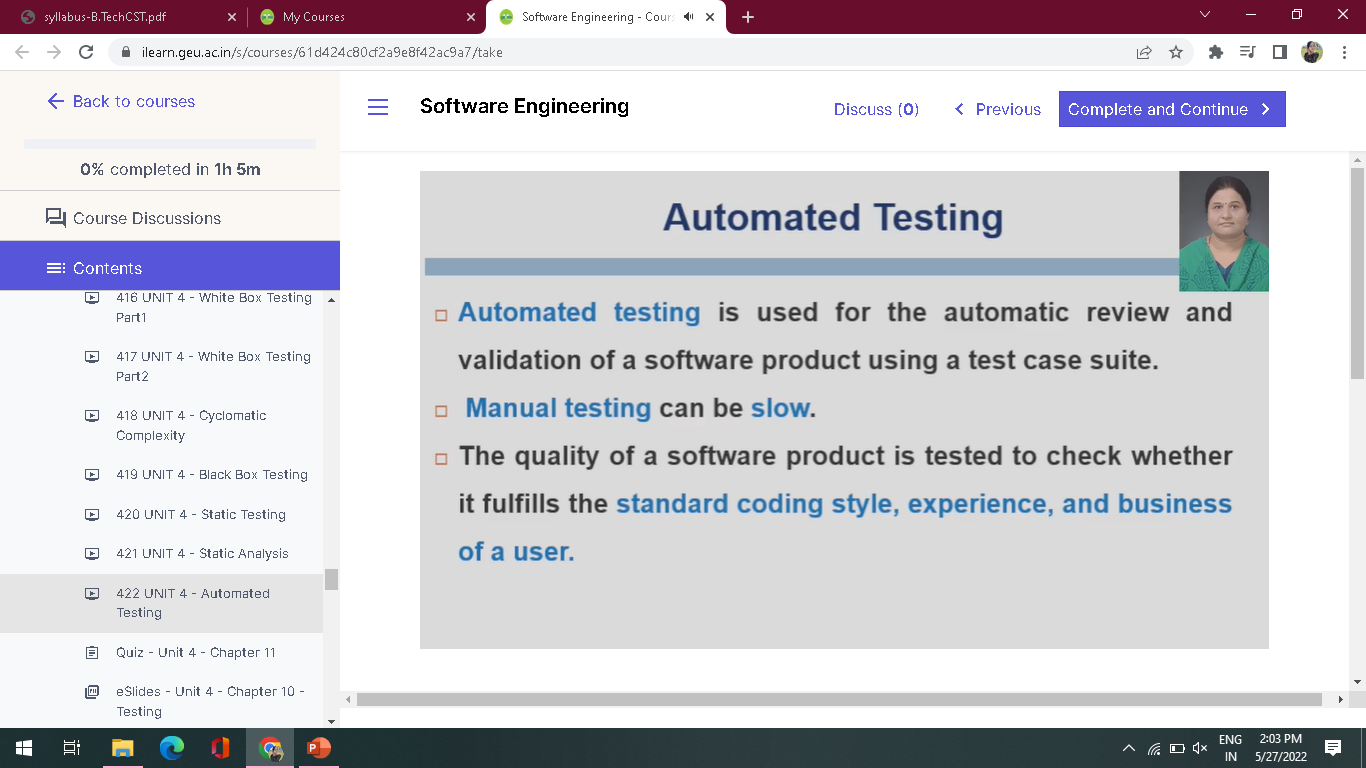 syllabus-B.TechCST.pdf
My Courses
Software Engineering - Cour
ilearn.geu.ac.in/s/courses/61d424c80cf2a9e8f42ac9a7/take
Back to courses
0% completed in 1h 5m
Course Discussions
Contents
416 UNIT 4 - White Box Testing
Part1
417 UNIT 4 - White Box Testing
Part2
418 UNIT 4 - Cyclomatic
Complexity
419 UNIT 4 - Black Box Testing
420 UNIT 4 - Static Testing
421 UNIT 4 - Static Analysis
422 UNIT 4 - Automated
Testing
Quiz - Unit 4 - Chapter 11
eSlides - Unit 4 - Chapter 10 -
Testing
Software Engineering
Discuss (0)
Previous
Complete and Continue
Automated Testing
Automated testing is used for the automatic review and
validation of a software product using a test case suite.
Manual testing can be slow.
The quality of a software product is tested to check whether
it fulfills the standard coding style, experience, and business
of a user.
ENG
IN
2:03 PM
5/27/2022